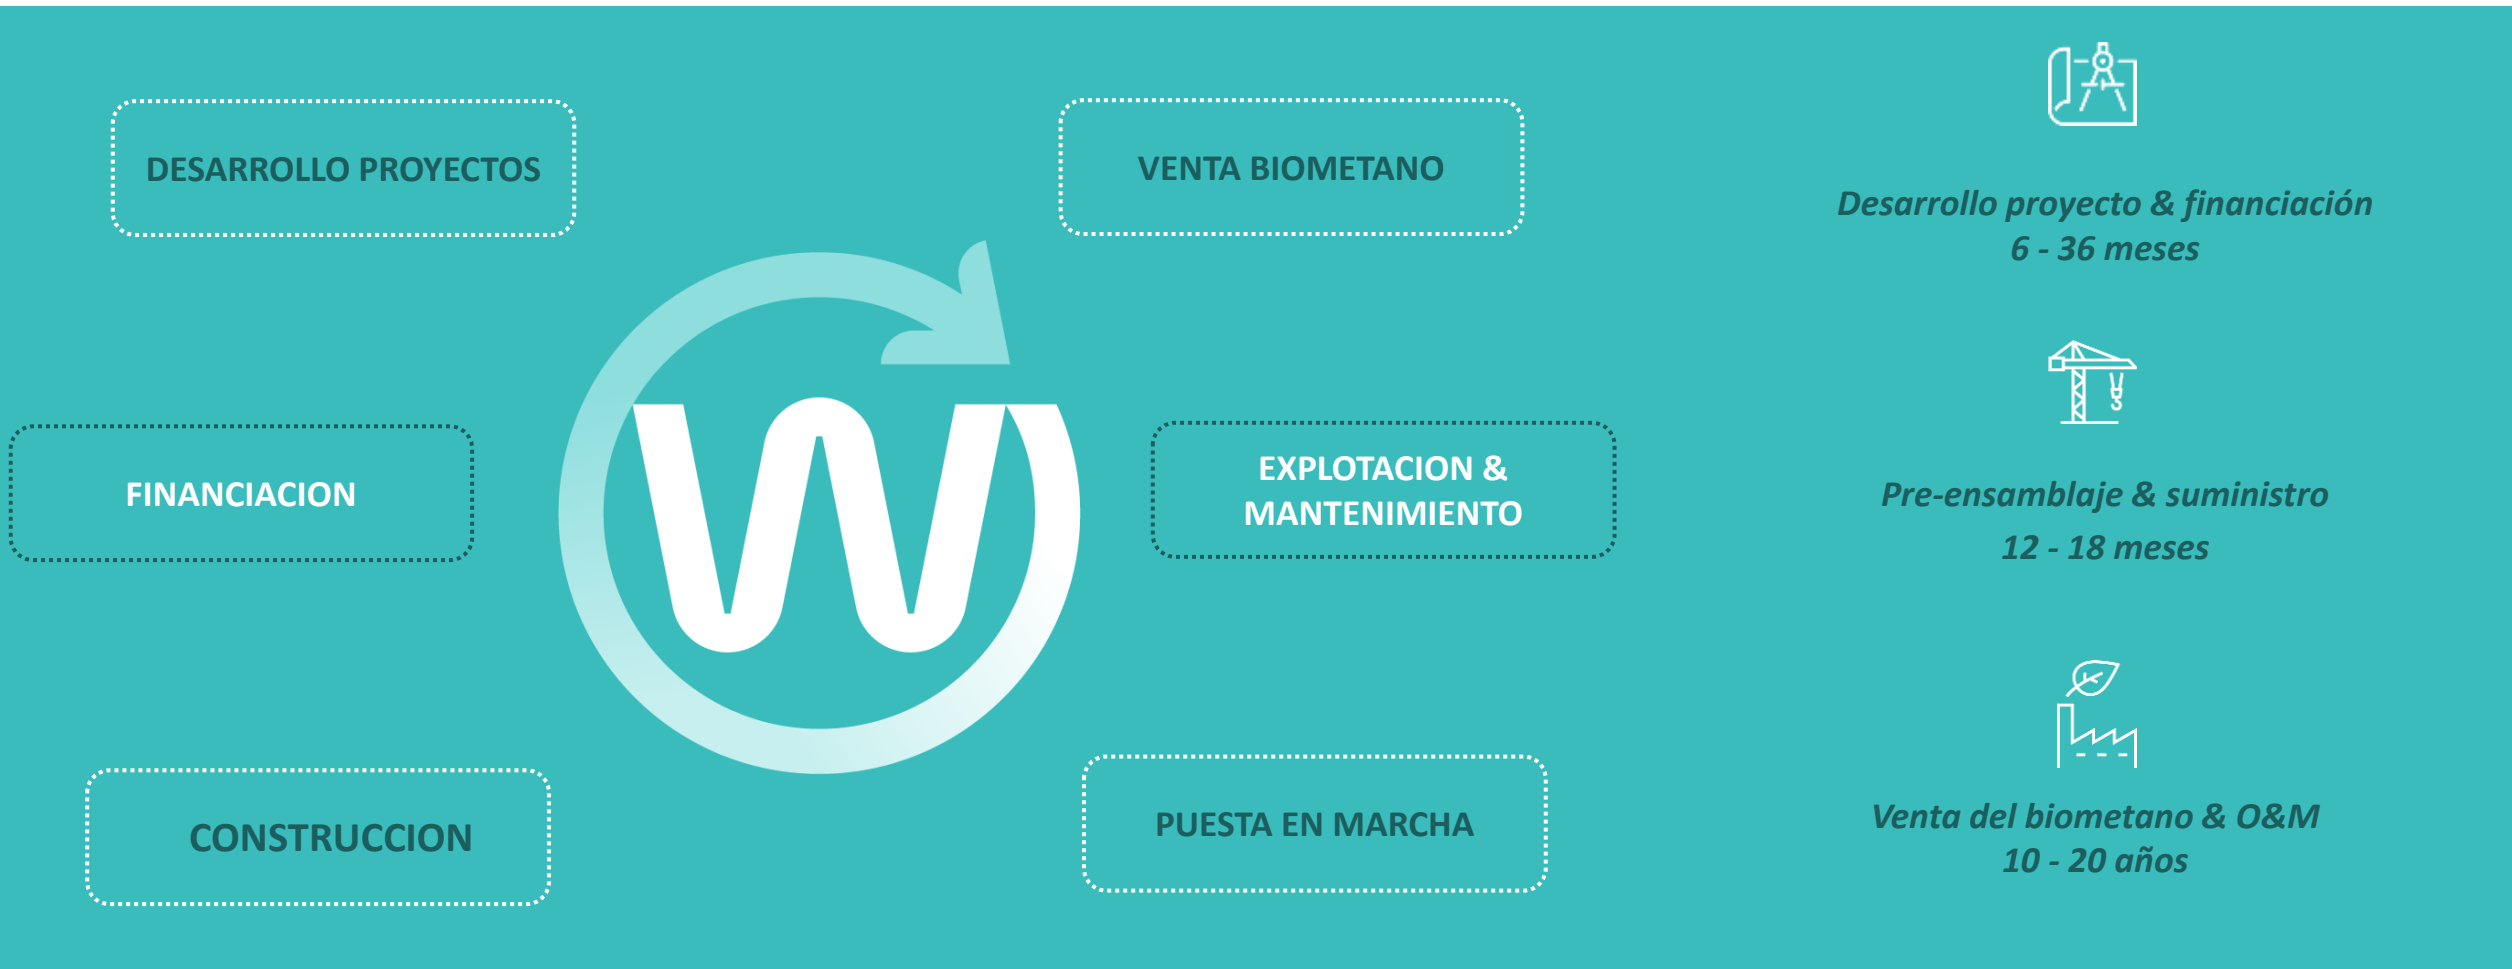 DESARROLLO PROYECTOS
FINANCIACION
CONSTRUCCION
W
VENTA BIOMETANO
EXPLOTACION &
MANTENIMIENTO
PUESTA EN MARCHA
Desarrollo proyecto & financiación
6 - 36 meses
Pre-ensamblaje & suministro
12 - 18 meses
Venta del biometano & O&M
10 - 20 años